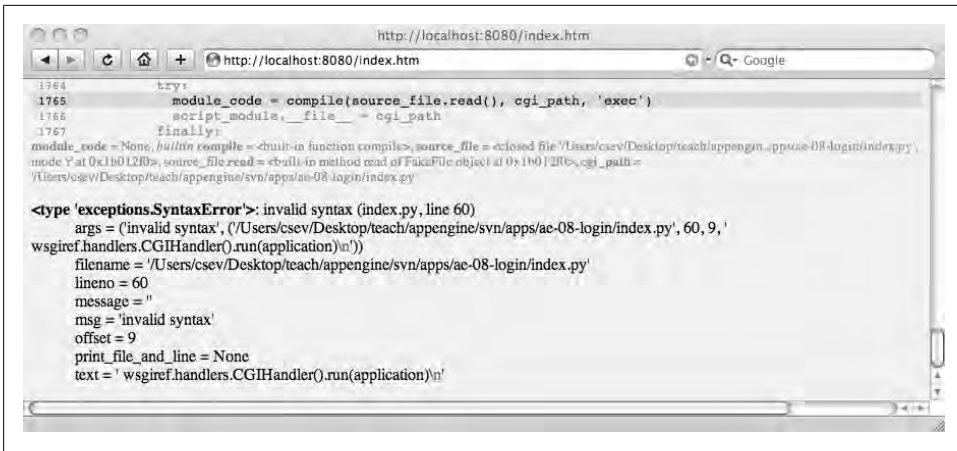 http://localhost:8080/index.htm
http://localhost:8080/index.htm
Google
1764 try:
1765 module_code = compile(source_file.read(), cgi_path, 'exec')
1766 script_module.__file__ = cgi_path
1767 finally:
module_code = None, builtin compile = <built-in function compile>, source_file = <closed file '/Users/csev/Desktop/teach/appengin...apps/ae-08-login/index.py',
mode 'r' at 0x1b012f0>, source_file.read = <built-in method read of FakeFile object at 0x1b012f0>, cgi_path =
'/Users/csev/Desktop/teach/appengine/svn/apps/ae-08-login/index.py
<type 'exceptions.SyntaxError'>: invalid syntax (index.py, line 60)
args = ('invalid syntax', ('/Users/csev/Desktop/teach/appengine/svn/apps/ae-08-login/index.py', 60, 9, '
wsgiref.handlers.CGIHandler().run(application)\n'))
filename = '/Users/csev/Desktop/teach/appengine/svn/apps/ae-08-login/index.py'
lineno = 60
message = ''
msg = 'invalid syntax'
offset = 9
print_file_and_line = None
text = ' wsgiref.handlers.CGIHandler().run(application)\n'